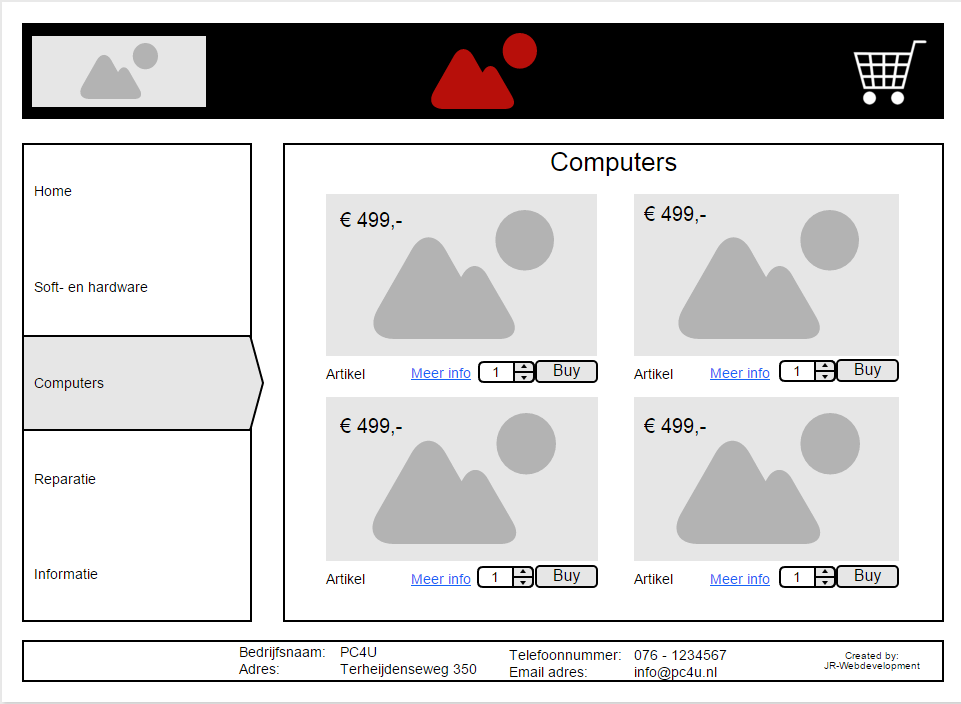 Computers
Home
Soft- en hardware
Computers
Reparatie
Informatie
€ 499,-
€ 499,-
Artikel Meer info 1 Buy
Artikel Meer info 1 Buy
€ 499,-
€ 499,-
Artikel Meer info 1 Buy
Artikel Meer info 1 Buy
Bedrijfsnaam: PC4U
Adres: Terheijdenseweg 350
Telefoonnummer: 076 - 1234567
Email adres: info@pc4u.nl
Created by:
JR-Webdevelopment